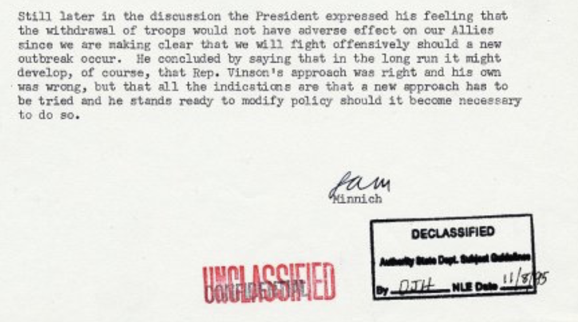 Still later in the discussion the President expressed his feeling that
the withdrawal of troops would not have adverse effect on our Allies
since we are making clear that we will fight offensively should a new
outbreak occur.  He concluded by saying that in the long run it might
develop, of course, that Rep. Vinson's approach was right and his own
was wrong, but that all the indications are that a new approach has to
be tried and he stands ready to modify policy should it become necessary
to do so.
Minnich
DECLASSIFIED
Authority State Dept. Subject Guidelines
By DJH NLE Date 11/8/95
UNCLASSIFIED
CONFIDENTIAL